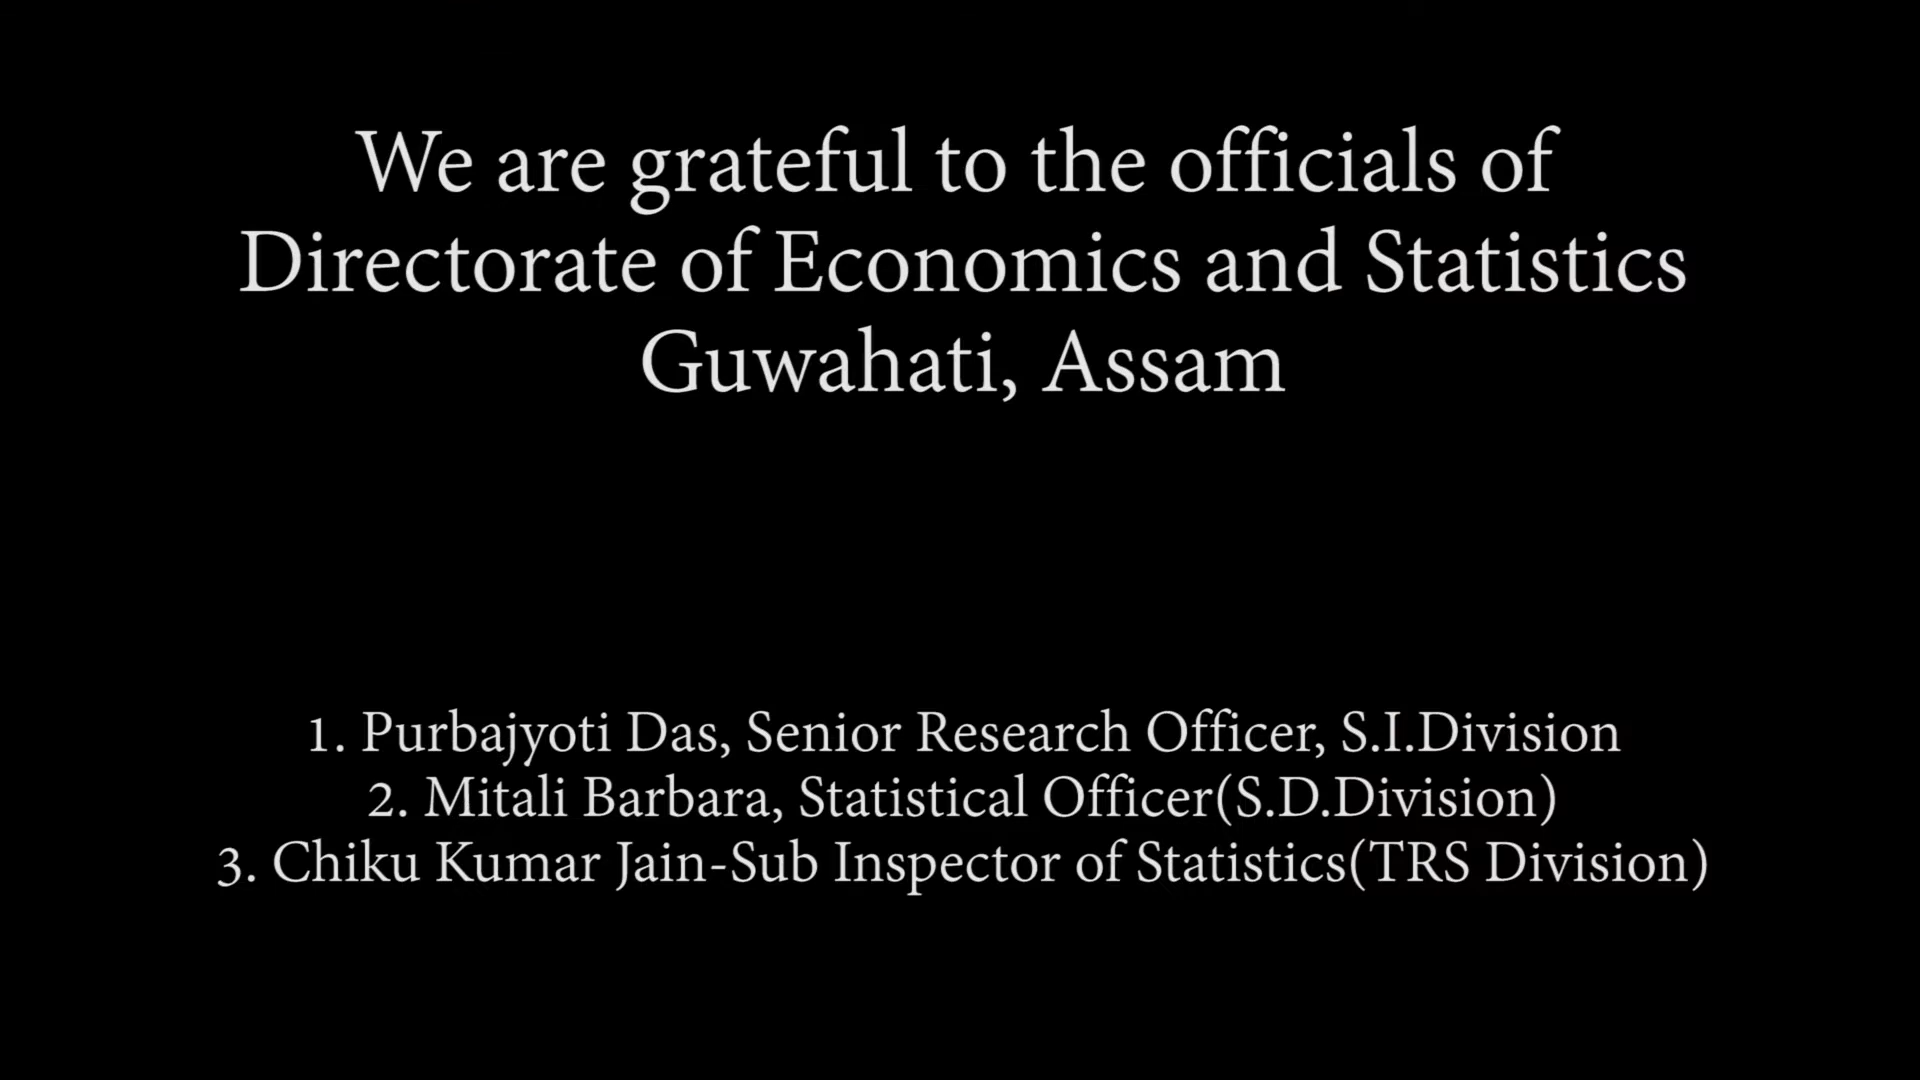 We are grateful to the officials of
Directorate of Economics and Statistics
Guwahati, Assam
1. Purbajyoti Das, Senior Research Officer, S.I.Division
2. Mitali Barbara, Statistical Officer(S.D.Division)
3. Chiku Kumar Jain-Sub Inspector of Statistics(TRS Division)